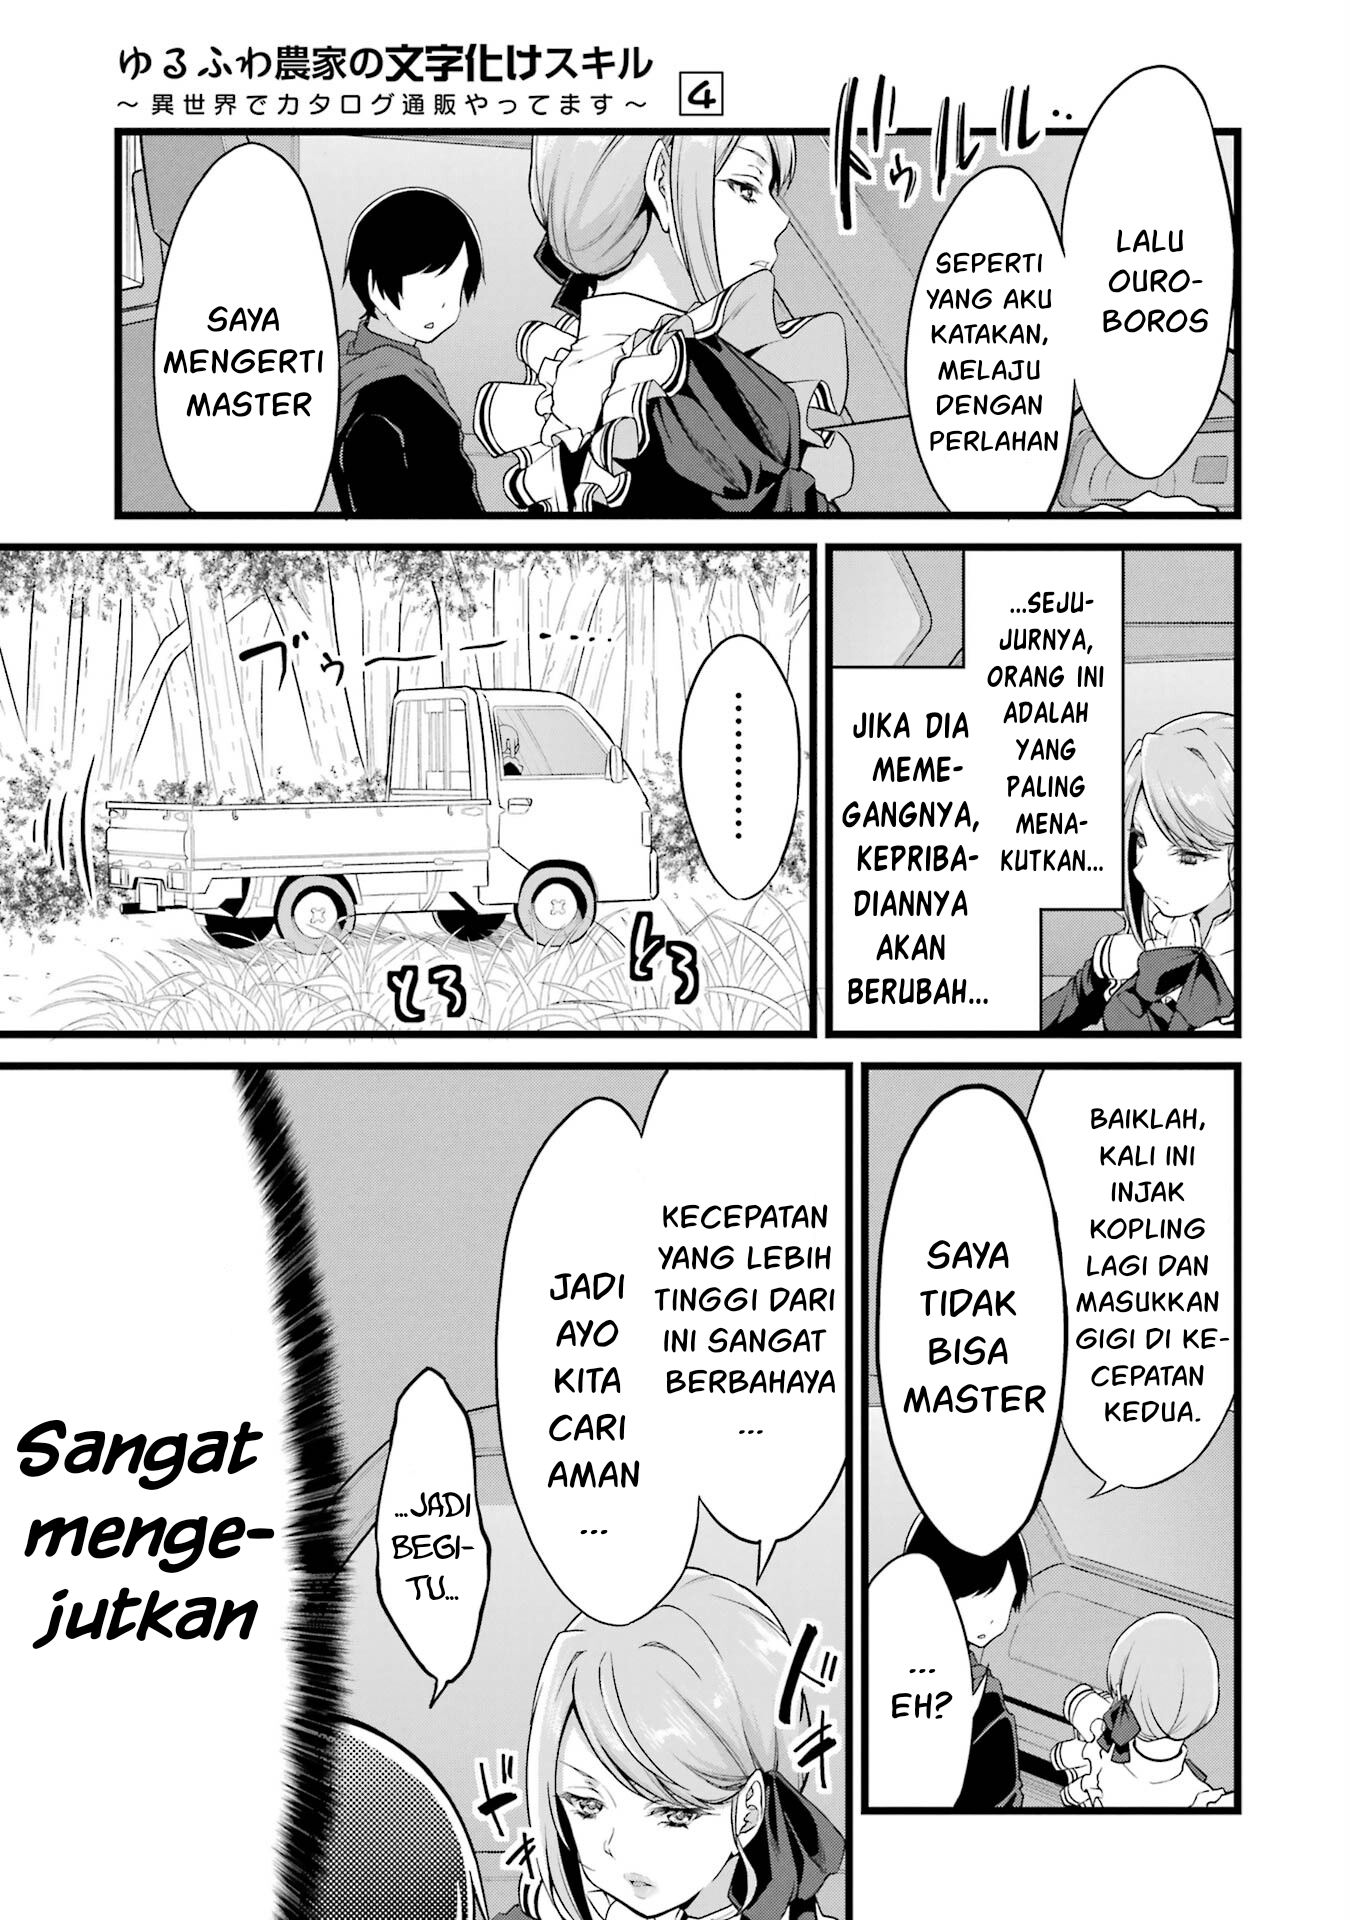 ゆるふわ農家の文字化けスキル
～異世界でカタログ通販やってます～
4
ドゥルルル‥
LALU
OURO-
BOROS
SEPERTI
YANG AKU
KATAKAN,
MELAJU
DENGAN
PERLAHAN
SAYA
MENGERTI
MASTER
...SEJU-
JURNYA,
ORANG INI
ADALAH
YANG
PALING
MENA-
KUTKAN...
JIKA DIA
MEME-
GANGNYA,
KEPRIBA-
DIANNYA
AKAN
BERUBAH...
ブゥーー‥‥
………
とろ
とろ
BAIKLAH,
KALI INI
INJAK
KOPLING
LAGI DAN
MASUKKAN
GIGI DI KE-
CEPATAN
KEDUA.
SAYA
TIDAK
BISA
MASTER
...
EH?
KECEPATAN
YANG LEBIH
TINGGI DARI
INI SANGAT
BERBAHAYA
...
JADI
AYO
KITA
CARI
AMAN
...
...JADI
BEGI-
TU...
ドキ
ドキ
Sangat
menge-
jutkan